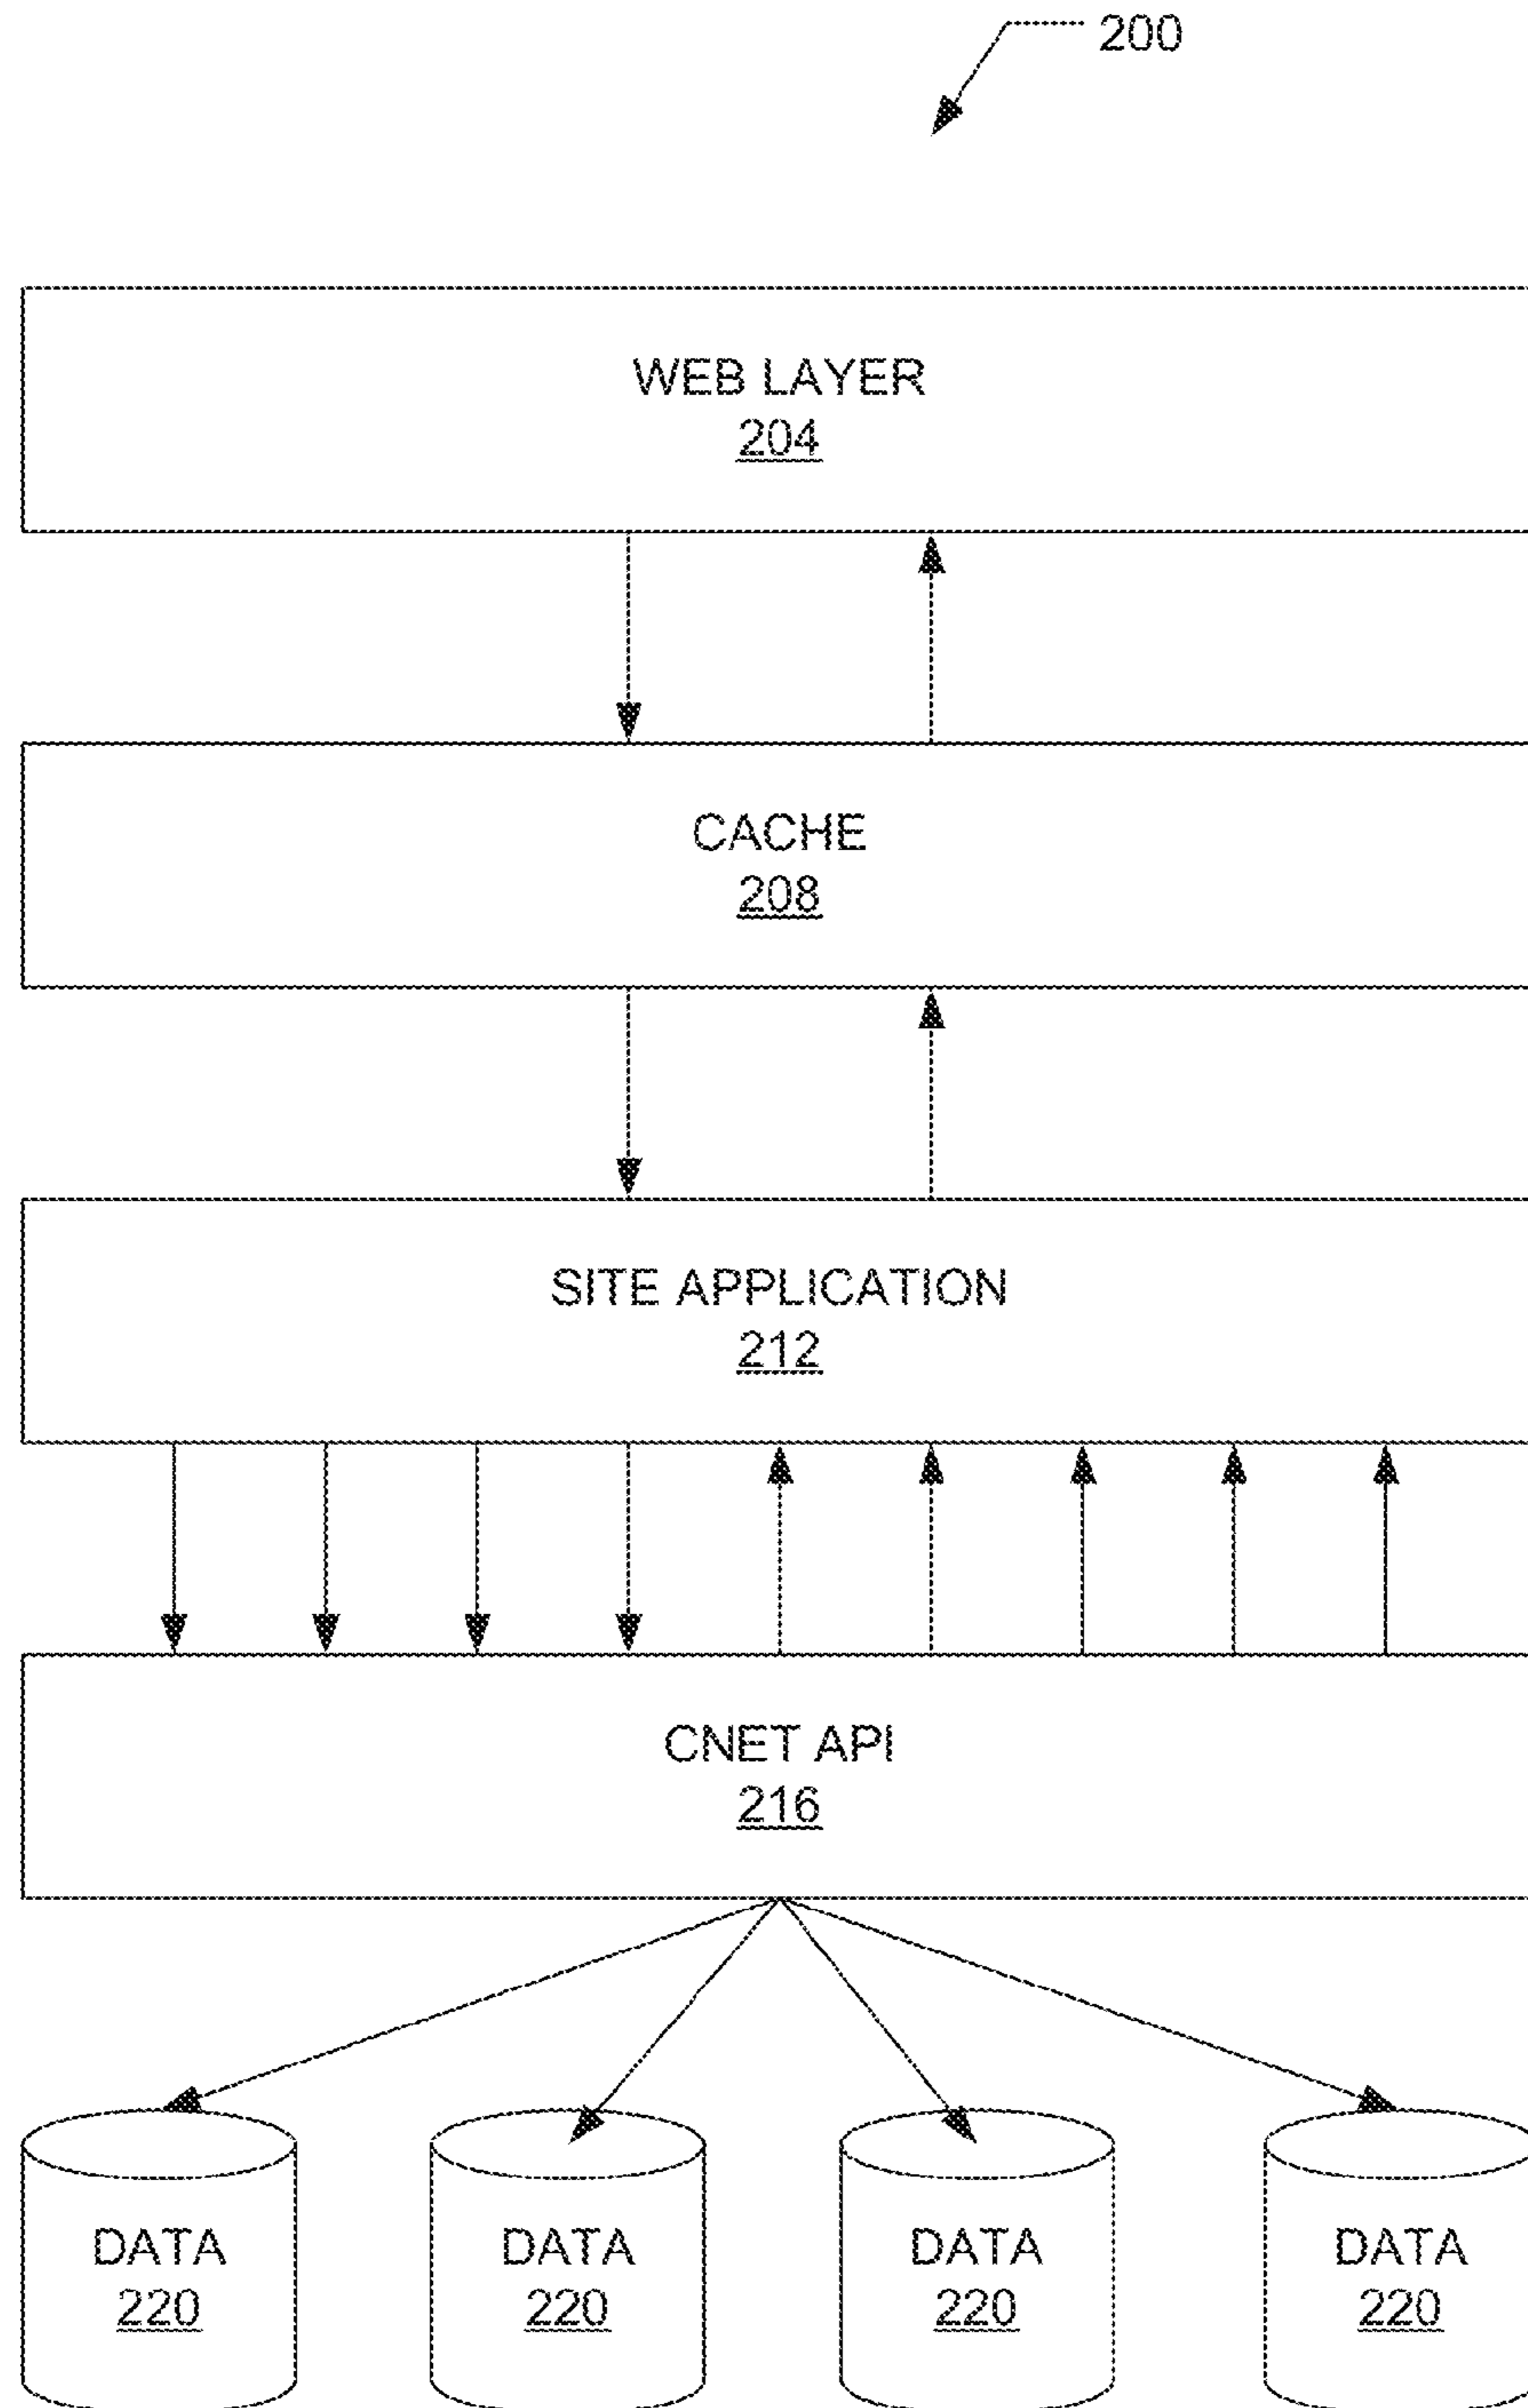 200
WEB LAYER
204
CACHE
208
SITE APPLICATION
212
CNET API
216
DATA
220
DATA
220
DATA
220
DATA
220